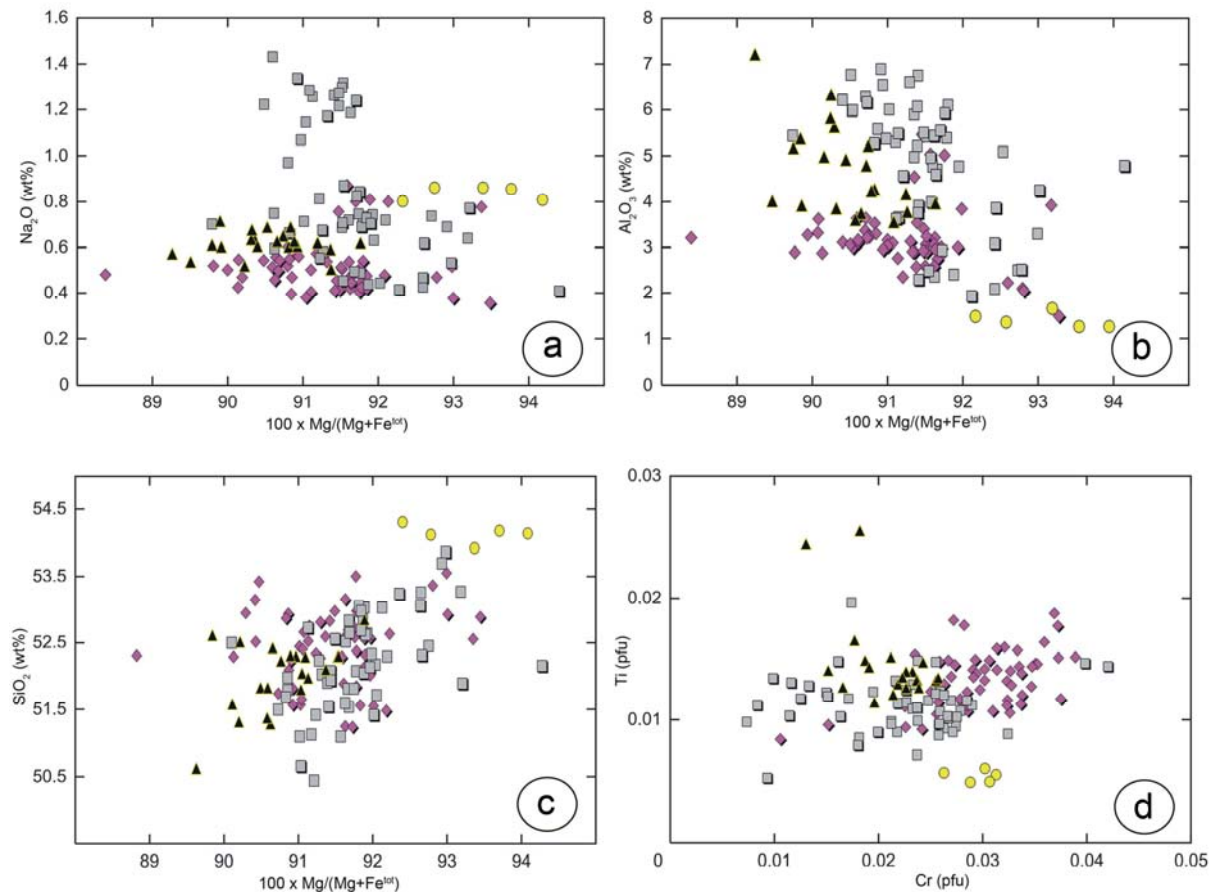 1.6
1.4
1.2
1.0
0.8
0.6
0.4
0.2
0
Na₂O (wt%)
89 90 91 92 93 94
100 x Mg/(Mg+Feᵗᵒᵗ)
a
8
7
6
5
4
3
2
1
0
Al₂O₃ (wt%)
89 90 91 92 93 94
100 x Mg/(Mg+Feᵗᵒᵗ)
b
54.5
53.5
52.5
51.5
50.5
SiO₂ (wt%)
89 90 91 92 93 94
100 x Mg/(Mg+Feᵗᵒᵗ)
c
0.03
0.02
0.01
Ti (pfu)
0 0.01 0.02 0.03 0.04 0.05
Cr (pfu)
d